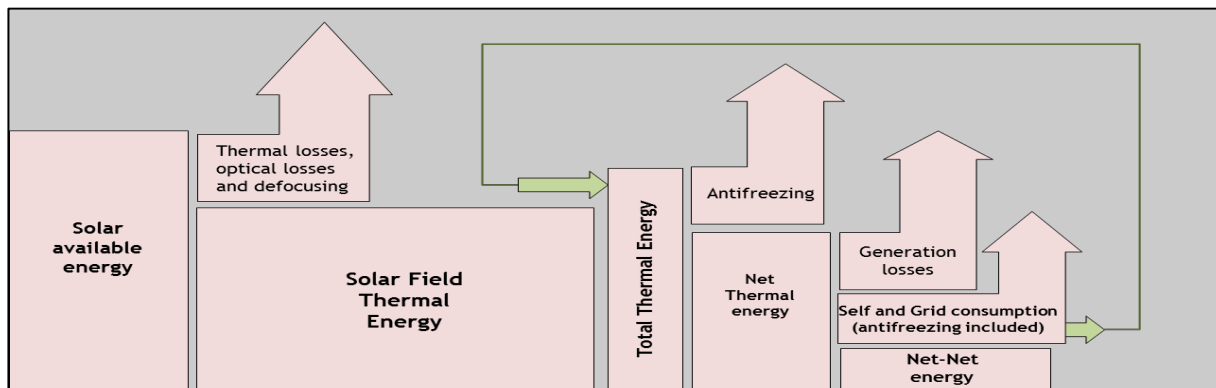 Solar
available
energy
Thermal losses,
optical losses
and defocusing
Solar Field
Thermal
Energy
Total Thermal Energy
Antifreezing
Net
Thermal
energy
Generation
losses
Self and Grid consumption
(antifreezing included)
Net-Net
energy